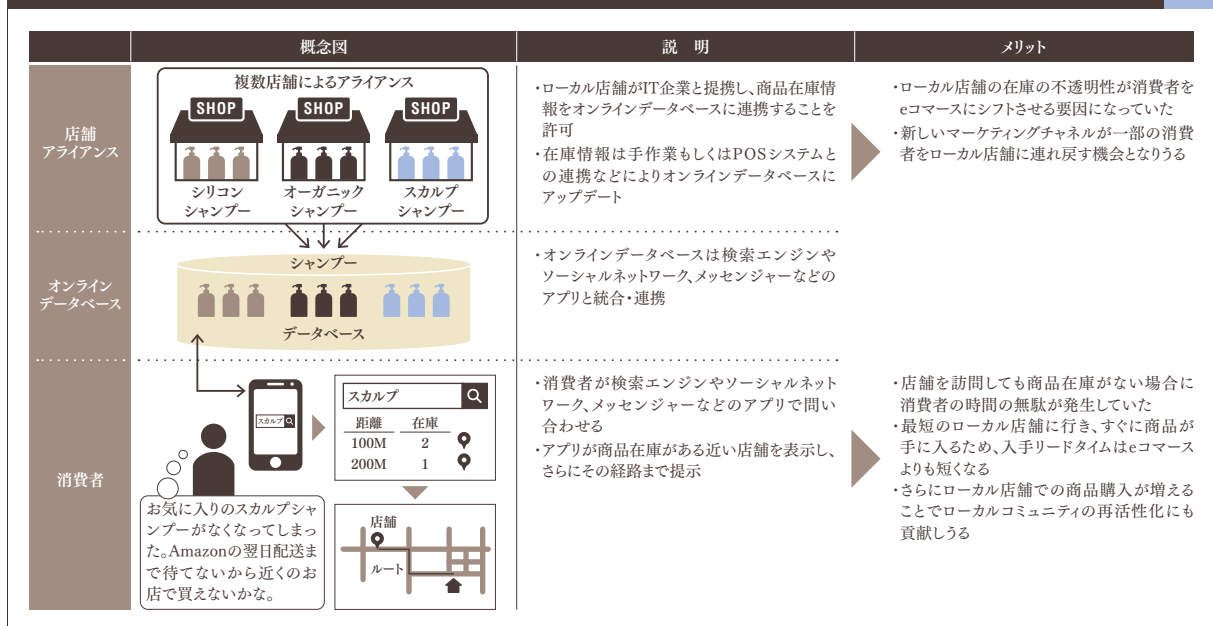 概念図
説 明
メリット
店舗
アライアンス
複数店舗によるアライアンス
SHOP
SHOP
SHOP
シリコン
シャンプー
オーガニック
シャンプー
スカルプ
シャンプー
・ローカル店舗がIT企業と提携し、商品在庫情
報をオンラインデータベースに連携することを
許可
・在庫情報は手作業もしくはPOSシステムと
の連携などによりオンラインデータベースに
アップデート
・ローカル店舗の在庫の不透明性が消費者を
eコマースにシフトさせる要因になっていた
・新しいマーケティングチャネルが一部の消費
者をローカル店舗に連れ戻す機会となりうる
オンライン
データベース
シャンプー
データベース
・オンラインデータベースは検索エンジンや
ソーシャルネットワーク、メッセンジャーなどの
アプリと統合・連携
消費者
スカルプ
スカルプ
距離 在庫
100M 2
200M 1
お気に入りのスカルプシャ
ンプーがなくなってしまっ
た。Amazonの翌日配送ま
で待てないから近くのお
店で買えないかな。
店舗
ルート
・消費者が検索エンジンやソーシャルネット
ワーク、メッセンジャーなどのアプリで問い
合わせる
・アプリが商品在庫がある近い店舗を表示し、
さらにその経路まで提示
・店舗を訪問しても商品在庫がない場合に
消費者の時間の無駄が発生していた
・最短のローカル店舗に行き、すぐに商品が
手に入るため、入手リードタイムはeコマース
よりも短くなる
・さらにローカル店舗での商品購入が増える
ことでローカルコミュニティの再活性化にも
貢献しうる